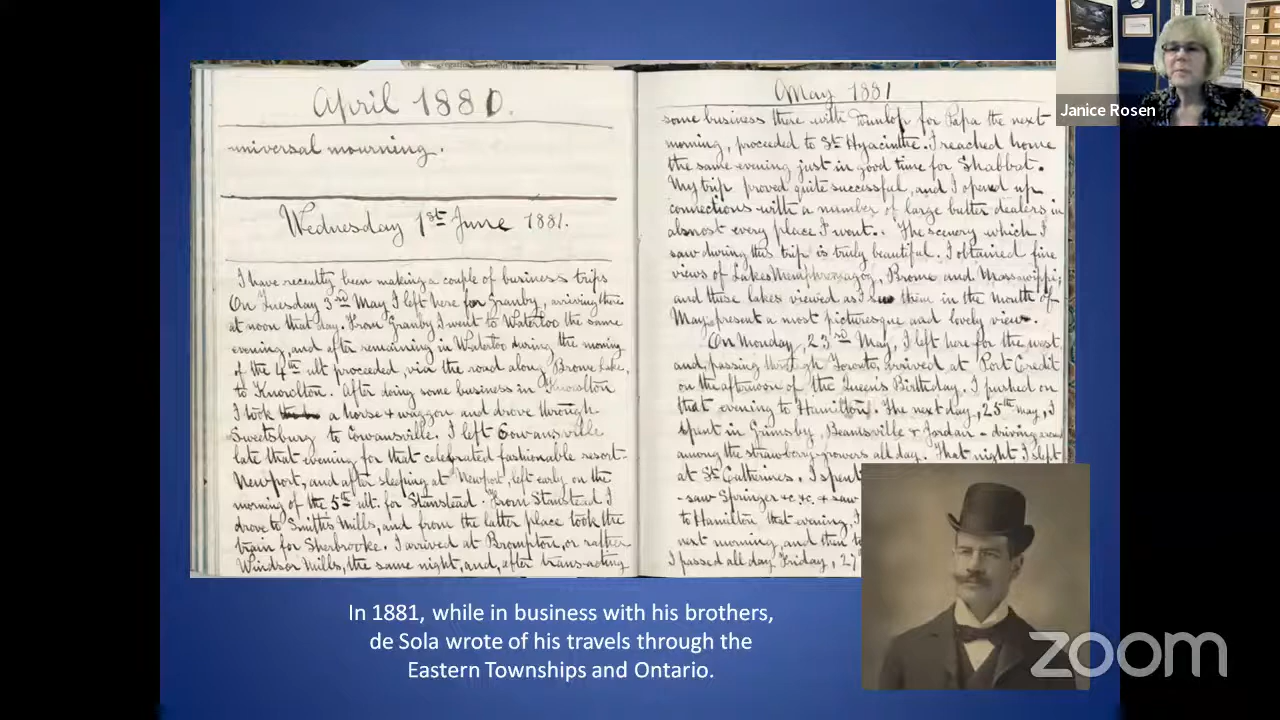 April 1881.
universal mourning.
Wednesday 1st June 1881.
I have recently been making a couple of business trips
On Tuesday 3rd May I left here for Granby, arriving there
at noon that day. From Granby I went to Waterloo the same
evening, and after remaining in Waterloo during the morning
of the 4th ult proceeded, via the road along Brome Lake,
to Knowlton. After doing some business in Knowlton
I took a horse + waggon and drove through
Sweetsburg to Cowansville. I left Cowansville
late that evening for that celebrated fashionable resort-
Newport, and after sleeping at Newport, left early on the
morning of the 5th ult. for Stanstead. From Stanstead I
drove to Smith's Mills, and from the latter place took the
train for Sherbrooke. I arrived at Brompton, or rather
Windsor Mills, the same night, and, after transacting
May 1881
some business there with Dunlop for Papa the next
morning, proceeded to St Hyacinthe. I reached home
the same evening just in good time for Shabbat.
My trip proved quite successful, and I opened up
connections with a number of large butter dealers in
almost every place I went. The scenery which I
saw during this trip is truly beautiful. I obtained fine
views of Lakes Memphremagog, Brome and Massawippi;
and these lakes viewed as I saw them in the month of
May, present a most picturesque and lovely view.
On Monday, 23rd May, I left here for the west,
and passing through Toronto, arrived at Port Credit
on the afternoon of the Queen's Birthday. I pushed on
that evening to Hamilton. The next day, 25th May, I
spent in Grimsby, Beamsville + Jordan - driving
among the strawberry-growers all day. That night I slept
at St Catherines. I spent
- saw Springer &c. &c. + saw
to Hamilton that evening, I
next morning and then
I passed all day Friday, 27
In 1881, while in business with his brothers,
de Sola wrote of his travels through the
Eastern Townships and Ontario.
Janice Rosen
zoom